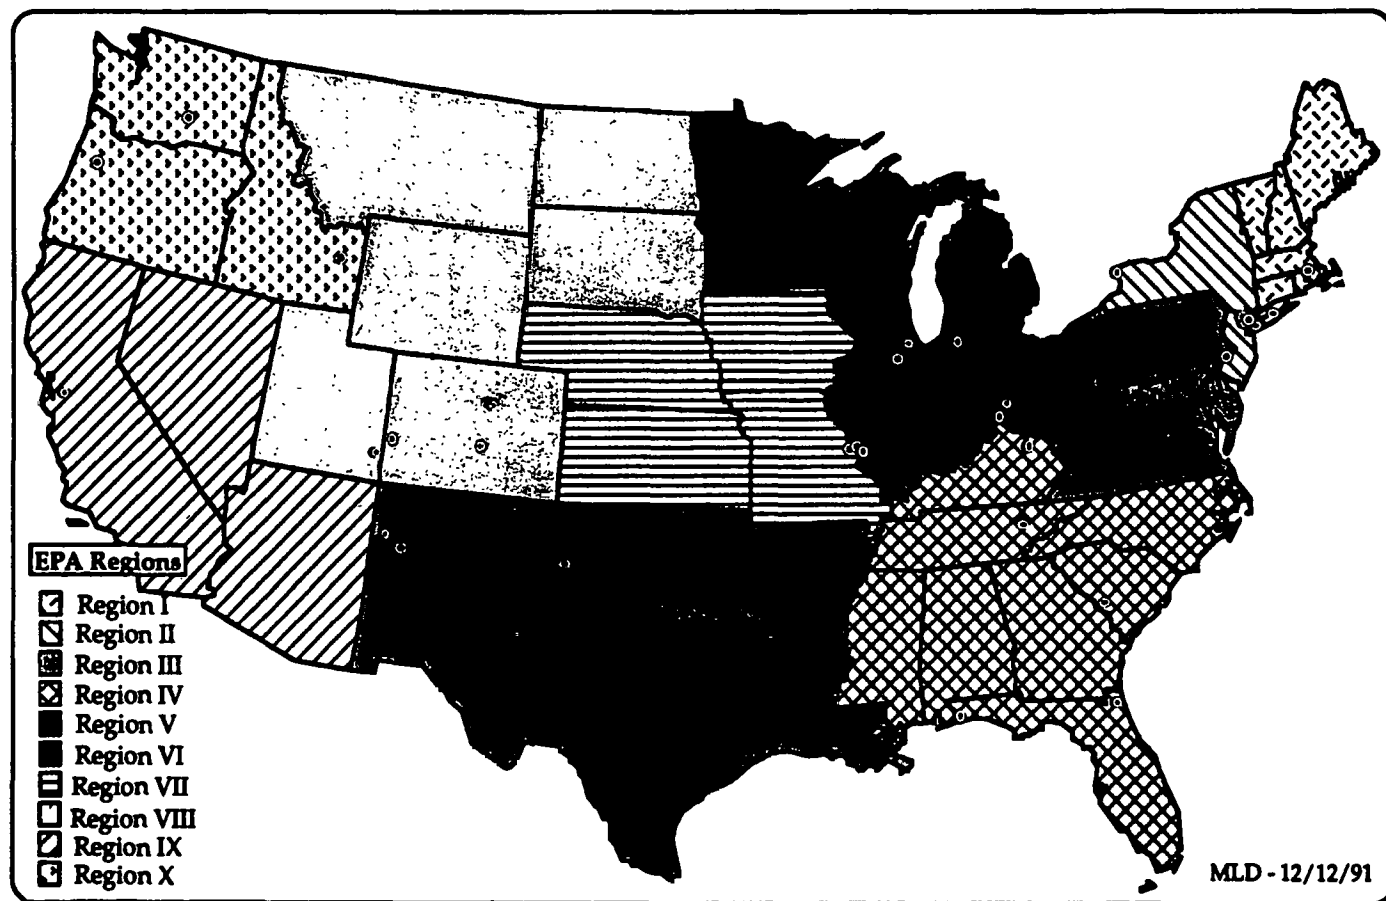 EPA Regions
Region I
Region II
Region III
Region IV
Region V
Region VI
Region VII
Region VIII
Region IX
Region X
MLD - 12/12/91